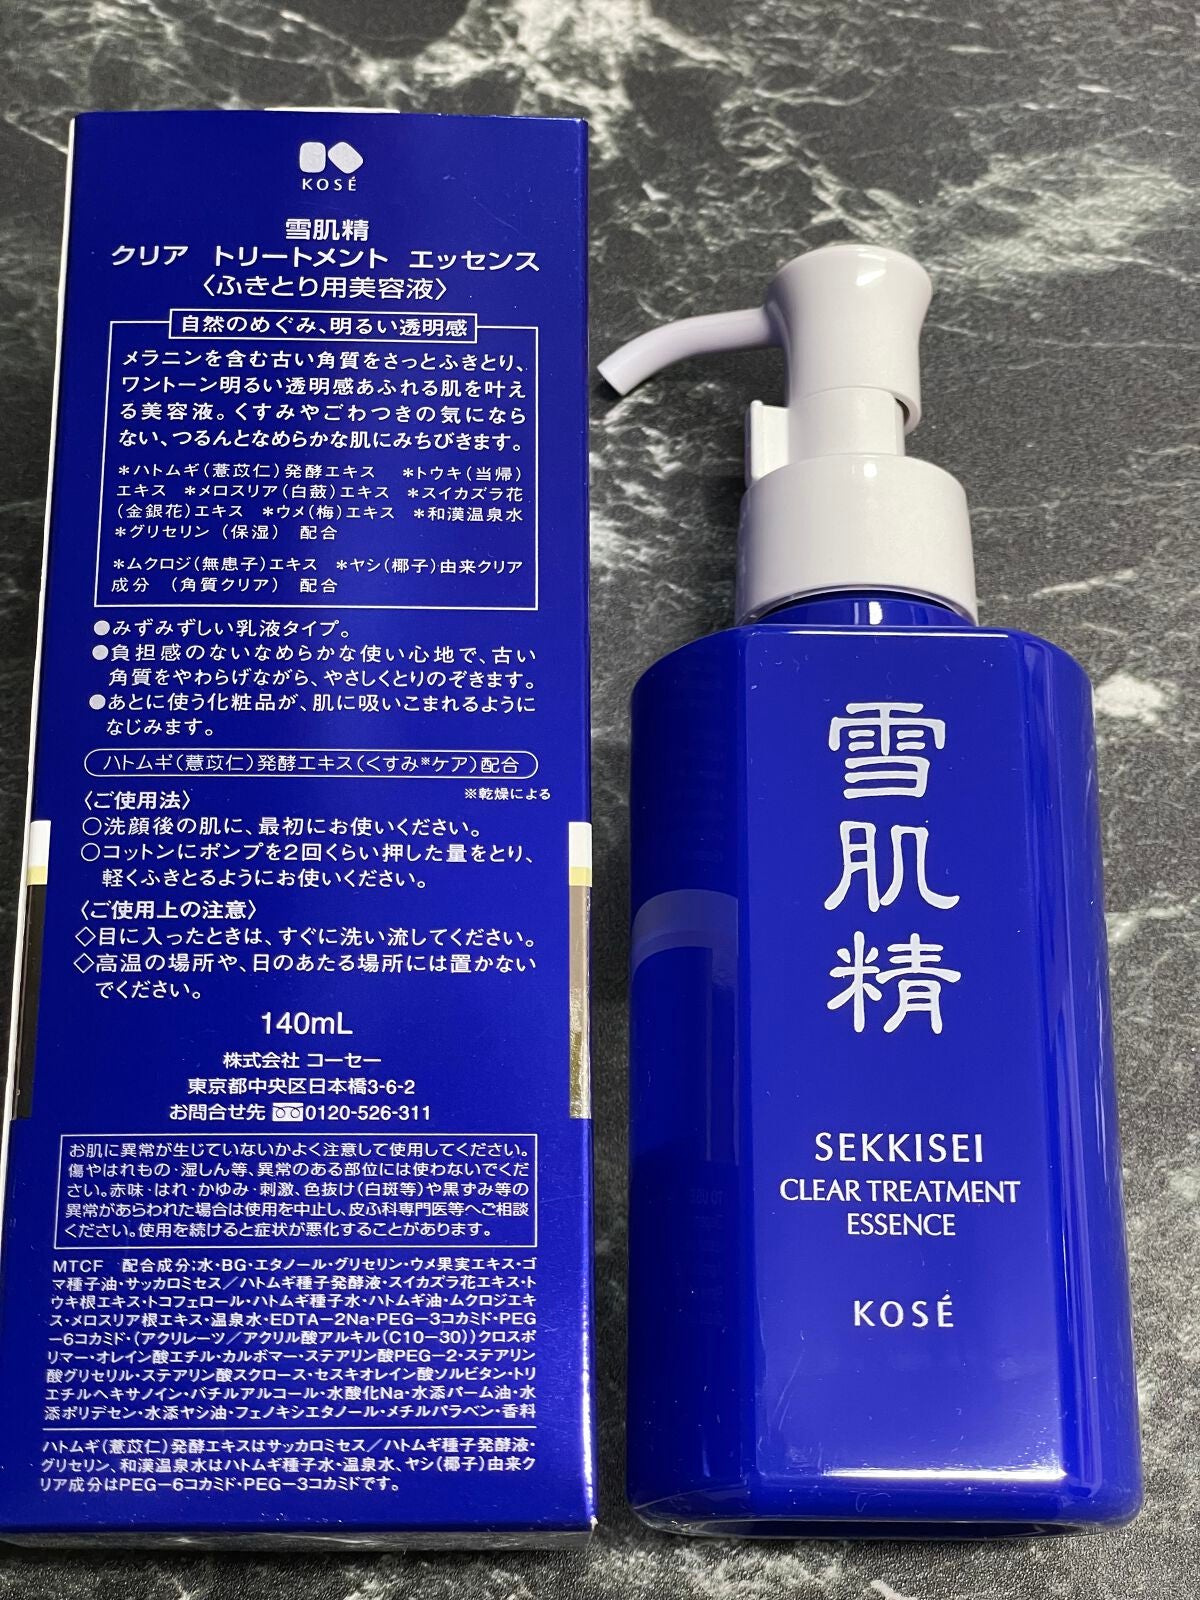 KOSÉ
雪肌精
クリア トリートメント エッセンス
〈ふきとり用美容液〉
自然のめぐみ、明るい透明感
メラニンを含む古い角質をさっとふきとり、
ワントーン明るい透明感あふれる肌を叶え
る美容液。くすみやごわつきの気になら
ない、つるんとなめらかな肌にみちびきます。
＊ハトムギ（薏苡仁）発酵エキス ＊トウキ（当帰）
エキス ＊メロスリア（白蘞）エキス ＊スイカズラ花
（金銀花）エキス ＊ウメ（梅）エキス ＊和漢温泉水
＊グリセリン（保湿） 配合
＊ムクロジ（無患子）エキス ＊ヤシ（椰子）由来クリア
成分 （角質クリア） 配合
●みずみずしい乳液タイプ。
●負担感のないなめらかな使い心地で、古い
角質をやわらげながら、やさしくとりのぞきます。
●あとに使う化粧品が、肌に吸いこまれるように
なじみます。
ハトムギ（薏苡仁）発酵エキス（くすみ※ケア）配合
※乾燥による
〈ご使用法〉
○洗顔後の肌に、最初にお使いください。
○コットンにポンプを2回くらい押した量をとり、
軽くふきとるようにお使いください。
〈ご使用上の注意〉
◇目に入ったときは、すぐに洗い流してください。
◇高温の場所や、日のあたる場所には置かない
でください。
140mL
株式会社 コーセー
東京都中央区日本橋3-6-2
お問合せ先 0120-526-311
お肌に異常が生じていないかよく注意して使用してください。
傷やはれもの・湿しん等、異常のある部位には使わないでくだ
さい。赤味・はれ・かゆみ・刺激、色抜け（白斑等）や黒ずみ等の
異常があらわれた場合は使用を中止し、皮ふ科専門医等へご相談
ください。使用を続けると症状が悪化することがあります。
MTCF 配合成分；水・BG・エタノール・グリセリン・ウメ果実エキス・ゴ
マ種子油・サッカロミセス／ハトムギ種子発酵液・スイカズラ花エキス・ト
ウキ根エキス・トコフェロール・ハトムギ種子水・ハトムギ油・ムクロジエキ
ス・メロスリア根エキス・温泉水・EDTA－2Na・PEG－3コカミド・PEG
－6コカミド・（アクリレーツ／アクリル酸アルキル（C10－30））クロスポ
リマー・オレイン酸エチル・カルボマー・ステアリン酸PEG－2・ステアリン
酸グリセリル・ステアリン酸スクロース・セスキオレイン酸ソルビタン・トリ
エチルヘキサノイン・バチルアルコール・水酸化Na・水添パーム油・水
添ポリデセン・水添ヤシ油・フェノキシエタノール・メチルパラベン・香料
ハトムギ（薏苡仁）発酵エキスはサッカロミセス／ハトムギ種子発酵液・
グリセリン、和漢温泉水はハトムギ種子水・温泉水、ヤシ（椰子）由来ク
リア成分はPEG－6コカミド・PEG－3コカミドです。
雪肌精
SEKKISEI
CLEAR TREATMENT
ESSENCE
KOSÉ